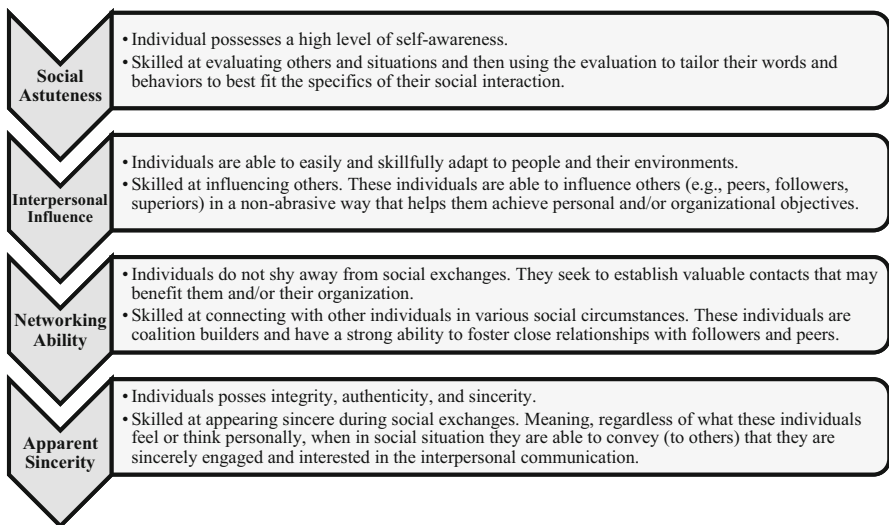 Social
Astuteness
• Individual possesses a high level of self-awareness.
• Skilled at evaluating others and situations and then using the evaluation to tailor their words and
behaviors to best fit the specifics of their social interaction.
Interpersonal
Influence
• Individuals are able to easily and skillfully adapt to people and their environments.
• Skilled at influencing others. These individuals are able to influence others (e.g., peers, followers,
superiors) in a non-abrasive way that helps them achieve personal and/or organizational objectives.
Networking
Ability
• Individuals do not shy away from social exchanges. They seek to establish valuable contacts that may
benefit them and/or their organization.
• Skilled at connecting with other individuals in various social circumstances. These individuals are
coalition builders and have a strong ability to foster close relationships with followers and peers.
Apparent
Sincerity
• Individuals posses integrity, authenticity, and sincerity.
• Skilled at appearing sincere during social exchanges. Meaning, regardless of what these individuals
feel or think personally, when in social situation they are able to convey (to others) that they are
sincerely engaged and interested in the interpersonal communication.